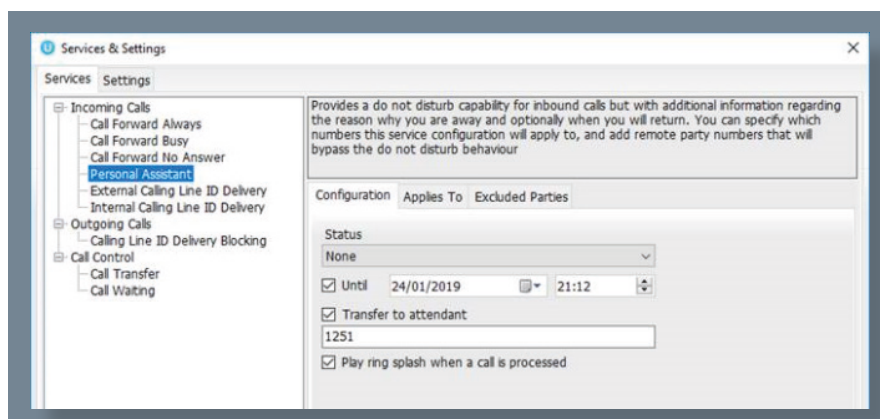 Services & Settings
Services Settings
Incoming Calls
Call Forward Always
Call Forward Busy
Call Forward No Answer
Personal Assistant
External Calling Line ID Delivery
Internal Calling Line ID Delivery
Outgoing Calls
Calling Line ID Delivery Blocking
Call Control
Call Transfer
Call Waiting
Provides a do not disturb capability for inbound calls but with additional information regarding
the reason why you are away and optionally when you will return. You can specify which
numbers this service configuration will apply to, and add remote party numbers that will
bypass the do not disturb behaviour
Configuration Applies To Excluded Parties
Status
None
Until 24/01/2019 21:12
Transfer to attendant
1251
Play ring splash when a call is processed